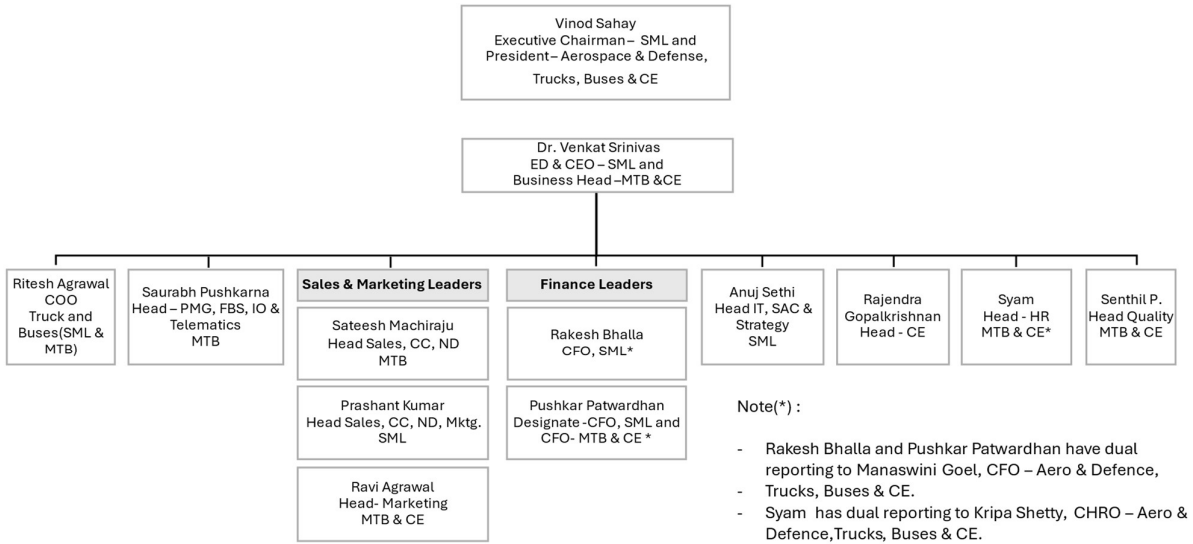 Vinod Sahay
Executive Chairman – SML and
President – Aerospace & Defense,
Trucks, Buses & CE
Dr. Venkat Srinivas
ED & CEO – SML and
Business Head –MTB &CE
Ritesh Agrawal
COO
Truck and
Buses(SML &
MTB)
Saurabh Pushkarna
Head – PMG, FBS, IO &
Telematics
MTB
Sales & Marketing Leaders
Sateesh Machiraju
Head Sales, CC, ND
MTB
Prashant Kumar
Head Sales, CC, ND, Mktg.
SML
Ravi Agrawal
Head- Marketing
MTB & CE
Finance Leaders
Rakesh Bhalla
CFO, SML*
Pushkar Patwardhan
Designate -CFO, SML and
CFO- MTB & CE *
Anuj Sethi
Head IT, SAC &
Strategy
SML
Rajendra
Gopalkrishnan
Head - CE
Syam
Head - HR
MTB & CE*
Senthil P.
Head Quality
MTB & CE
Note(*) :
- Rakesh Bhalla and Pushkar Patwardhan have dual
reporting to Manaswini Goel, CFO – Aero & Defence,
- Trucks, Buses & CE.
- Syam has dual reporting to Kripa Shetty, CHRO – Aero &
Defence,Trucks, Buses & CE.